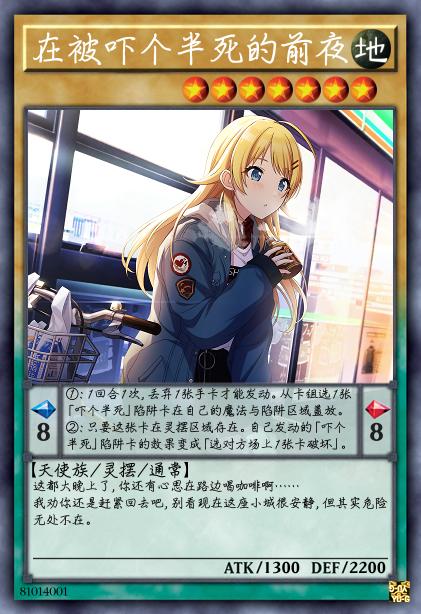 在被吓个半死的前夜 地
①：1回合1次，丢弃1张手卡才能发动。从卡组选1张
「吓个半死」陷阱卡在自己的魔法与陷阱区域盖放。
②：只要这张卡在灵摆区域存在。自己发动的「吓个
半死」陷阱卡的效果变成「选对方场上1张卡破坏」。
8 8
【天使族/灵摆/通常】
这都大晚上了，你还有心思在路边喝咖啡啊……
我劝你还是赶紧回去吧，别看现在这座小城很安静，但其实危险
无处不在。
ATK/1300 DEF/2200
81014001